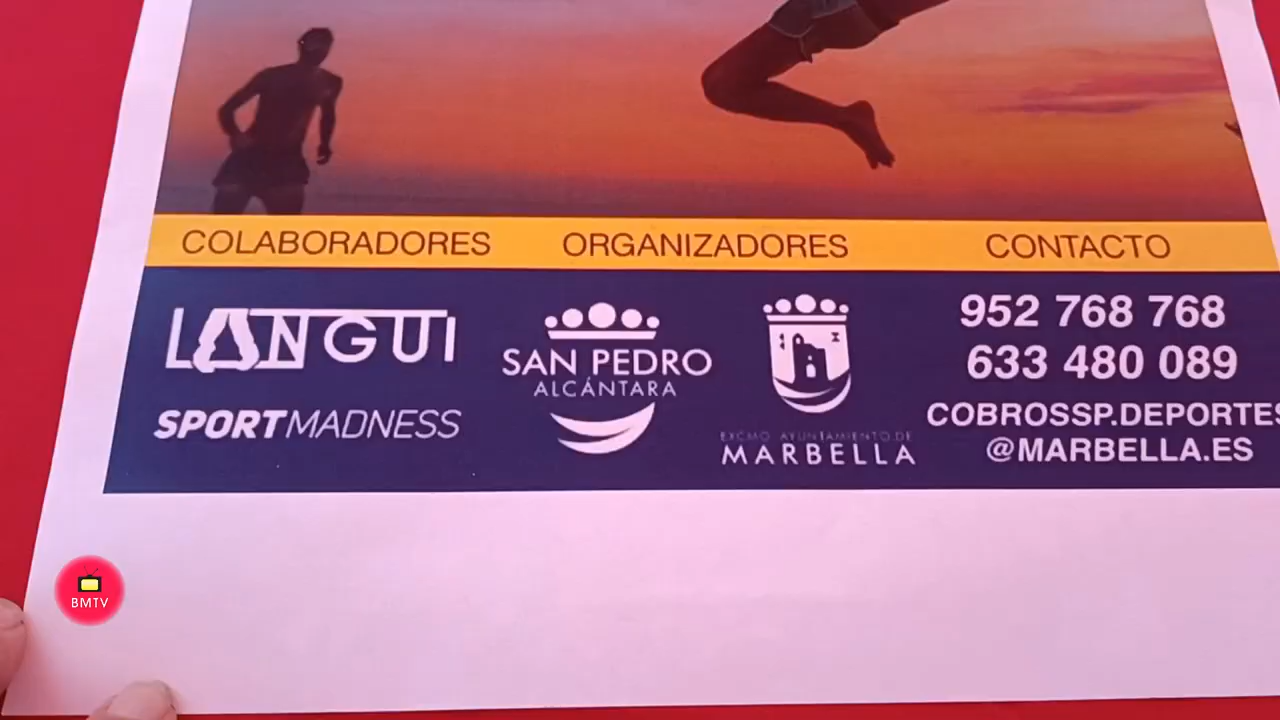 COLABORADORES
ORGANIZADORES
CONTACTO
LANGUI
SPORTMADNESS
SAN PEDRO
ALCÁNTARA
EXCMO AYUNTAMIENTO DE
MARBELLA
952 768 768
633 480 089
COBROSSP.DEPORTES
@MARBELLA.ES
BMTV